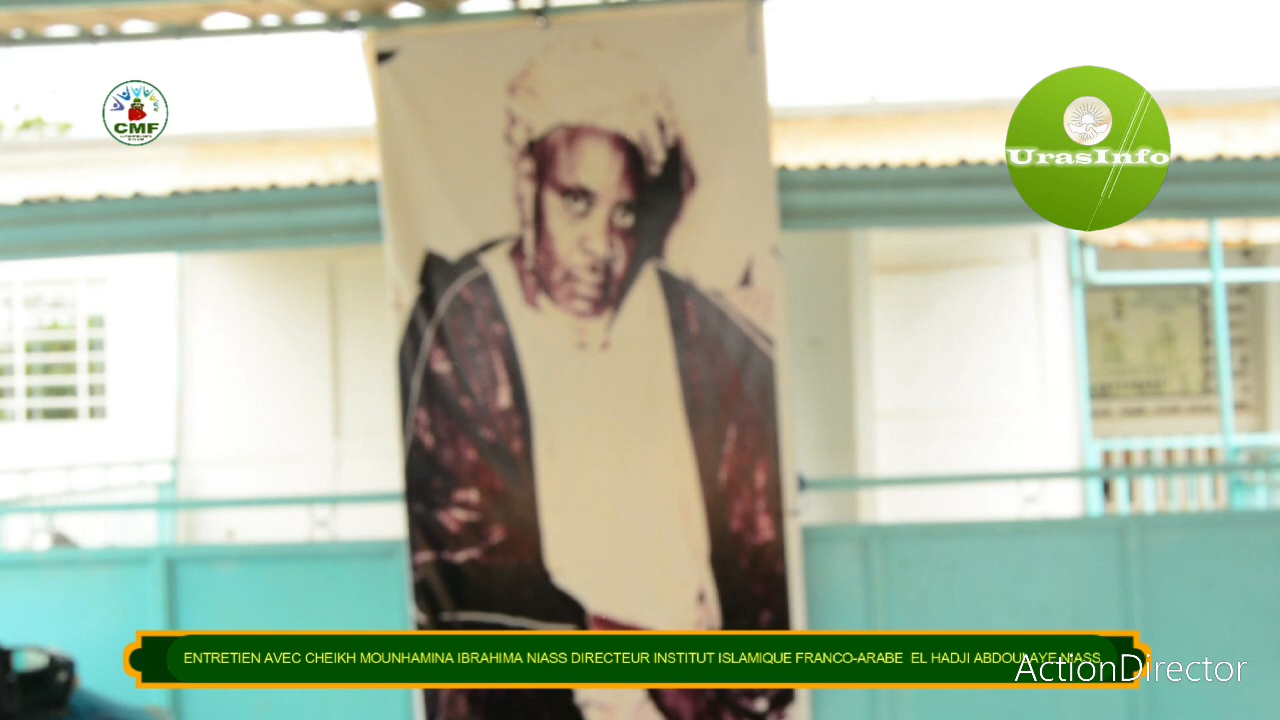 CMF
UrasInfo
ENTRETIEN AVEC CHEIKH MOUNHAMINA IBRAHIMA NIASS DIRECTEUR INSTITUT ISLAMIQUE FRANCO-ARABE EL HADJI ABDOULAYE NIASS
ActionDirector